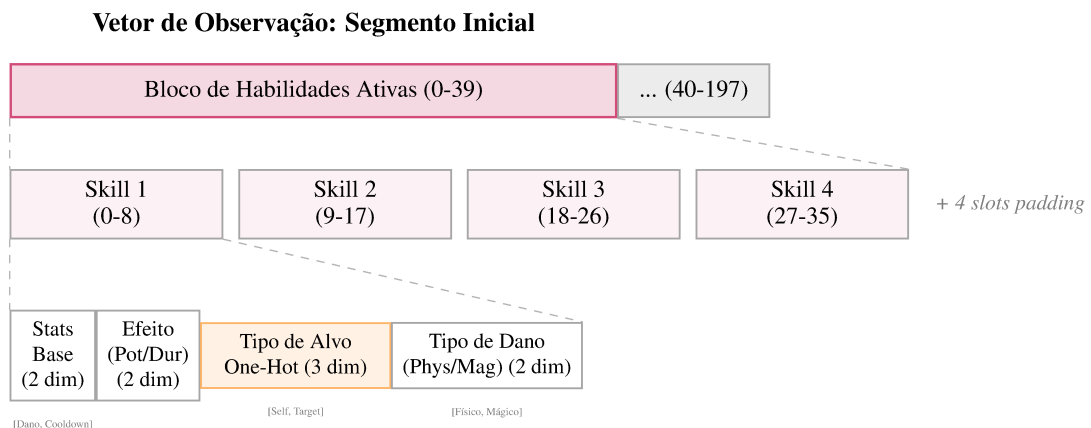 Vetor de Observação: Segmento Inicial
Bloco de Habilidades Ativas (0-39)
... (40-197)
Skill 1
(0-8)
Skill 2
(9-17)
Skill 3
(18-26)
Skill 4
(27-35)
+ 4 slots padding
Stats
Base
(2 dim)
Efeito
(Pot/Dur)
(2 dim)
Tipo de Alvo
One-Hot (3 dim)
Tipo de Dano
(Phys/Mag) (2 dim)
[Self, Target]
[Físico, Mágico]
[Dano, Cooldown]